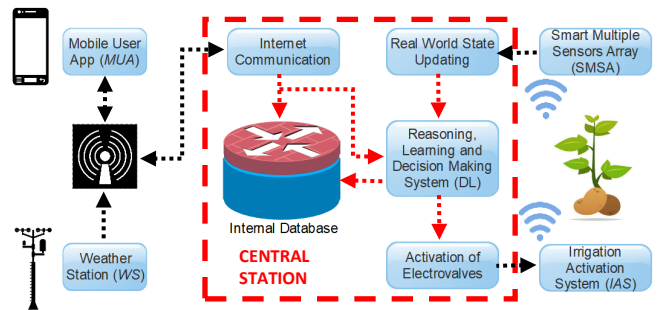 Mobile User
App (MUA)
Internet
Communication
Real World State
Updating
Smart Multiple
Sensors Array
(SMSA)
Reasoning,
Learning and
Decision Making
System (DL)
Internal Database
Weather
Station (WS)
CENTRAL
STATION
Activation of
Electrovalves
Irrigation
Activation
System (IAS)